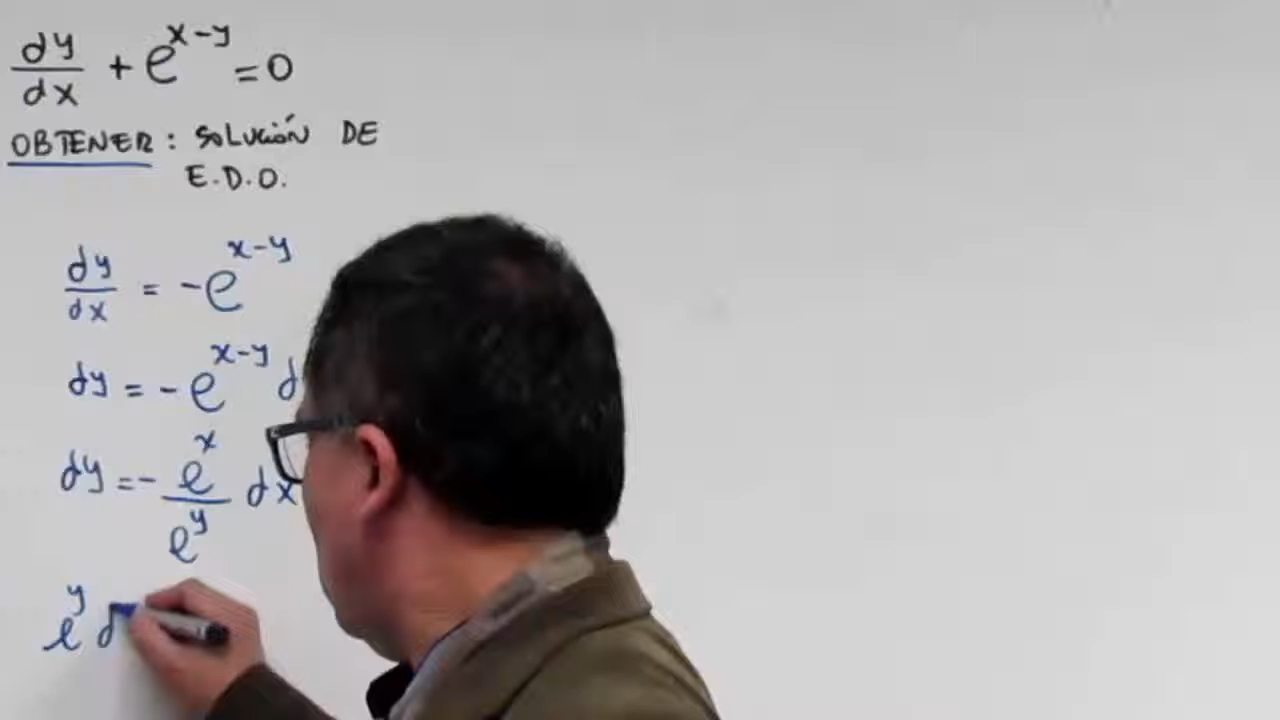 dy/dx + e^(x-y) = 0
OBTENER: SOLUCIÓN DE
E.D.O.
dy/dx = -e^(x-y)
dy = -e^(x-y) d
dy = - e^x/e^y dx
e^y d